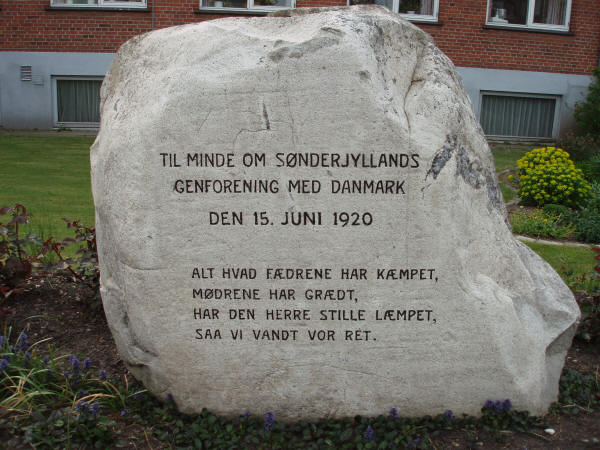 TIL MINDE OM SØNDERJYLLANDS
GENFORENING MED DANMARK
DEN 15. JUNI 1920
ALT HVAD FÆDRENE HAR KÆMPET,
MØDRENE HAR GRÆDT,
HAR DEN HERRE STILLE LÆMPET,
SAA VI VANDT VOR RET.